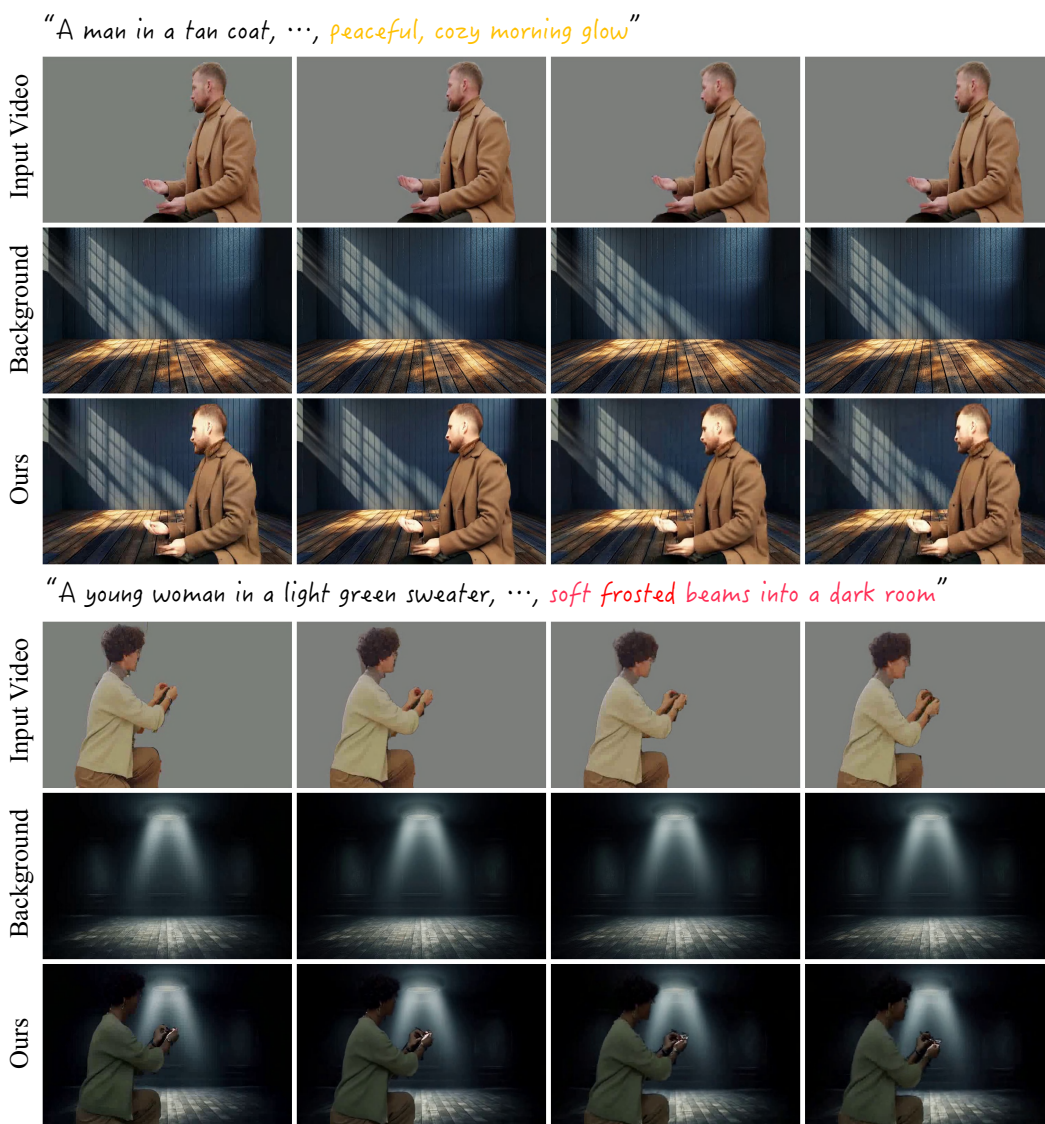 “A man in a tan coat, ···, peaceful, cozy morning glow”
Input Video
Background
Ours
“A young woman in a light green sweater, ···, soft frosted beams into a dark room”
Input Video
Background
Ours